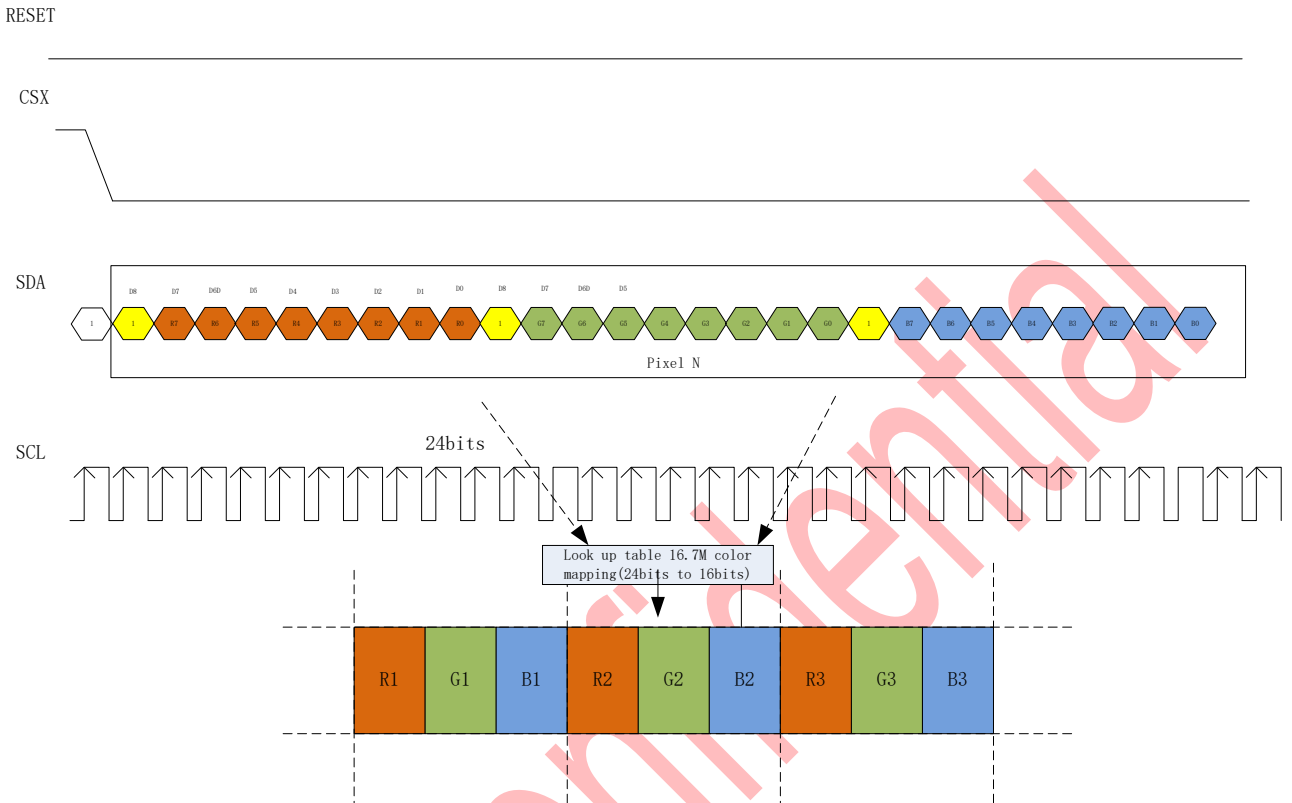 RESET
CSX
SDA
D8 D7 D6D D5 D4 D3 D2 D1 D0 D8 D7 D6D D5
1 1 R7 R6 R5 R4 R3 R2 R1 R0 1 G7 G6 G5 G4 G3 G2 G1 G0 1 B7 B6 B5 B4 B3 B2 B1 B0
Pixel N
24bits
SCL
Look up table 16.7M color
mapping(24bits to 16bits)
R1 G1 B1 R2 G2 B2 R3 G3 B3
onfidential